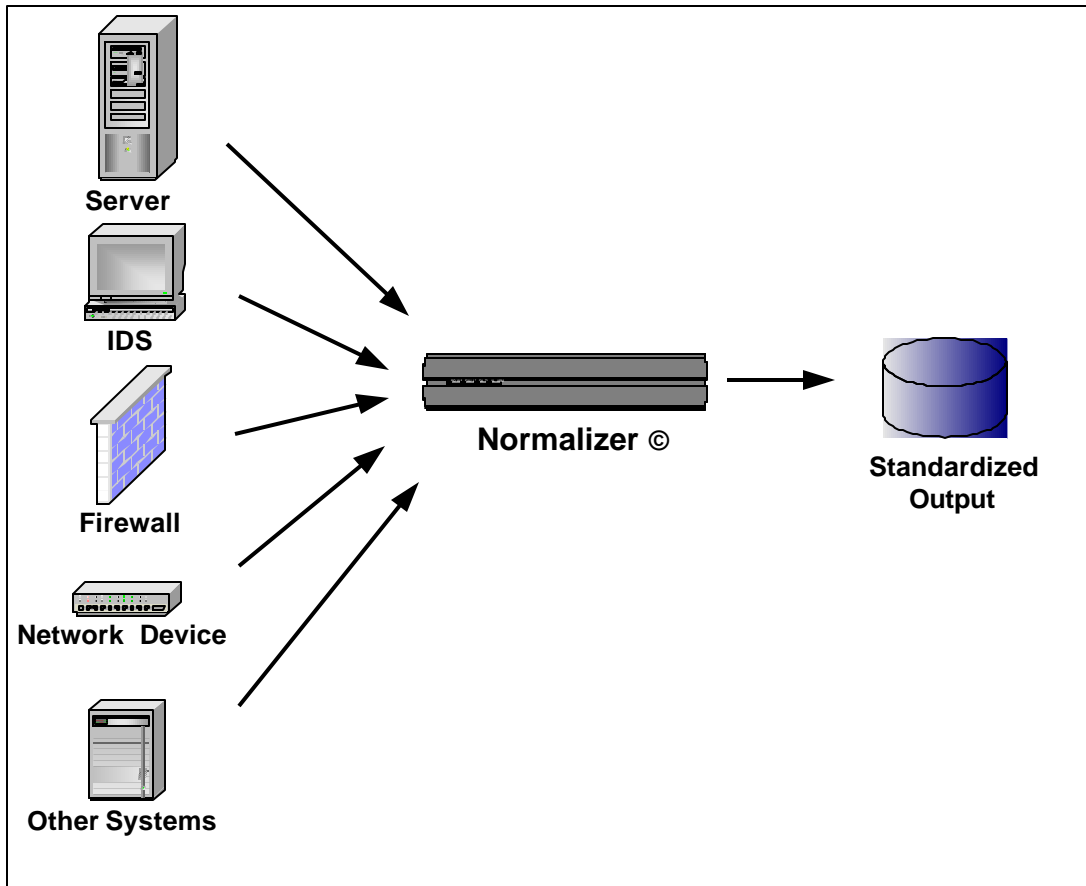 Server
IDS
Firewall
Network Device
Other Systems
Normalizer ©
Standardized
Output